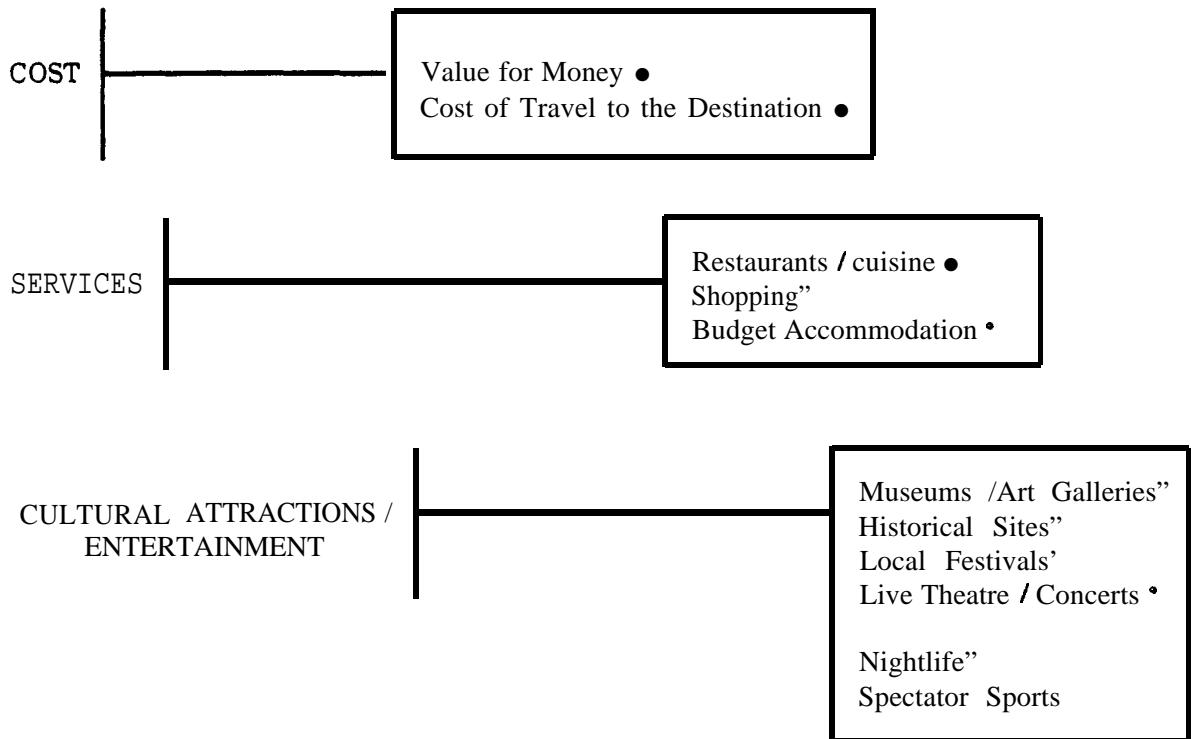 COST
Value for Money ●
Cost of Travel to the Destination ●
SERVICES
Restaurants / cuisine ●
Shopping”
Budget Accommodation •
CULTURAL ATTRACTIONS /
ENTERTAINMENT
Museums /Art Galleries”
Historical Sites”
Local Festivals’
Live Theatre / Concerts •
Nightlife”
Spectator Sports